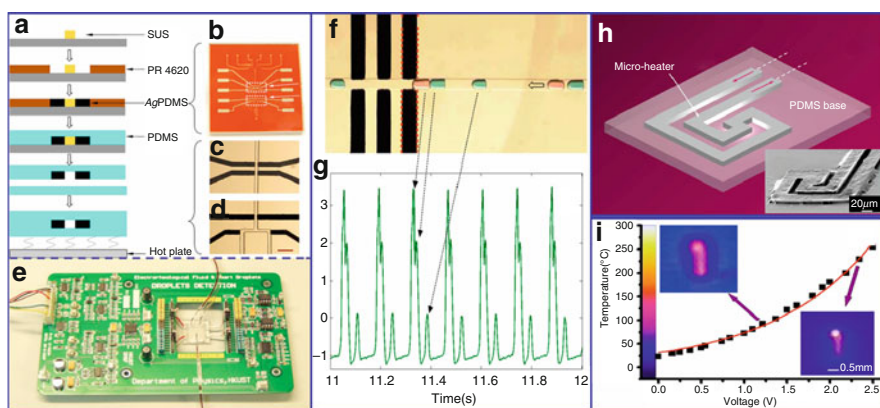 a
SUS
PR 4620
AgPDMS
PDMS
Hot plate
b
c
d
e
Electrorheological Fluid & Smart Droplets
DROPLETS DETECTION
Department of Physics,HKUST
f
g
3
2
1
0
−1
11
11.2
11.4
11.6
11.8
12
Time(s)
h
Micro-heater
PDMS base
20μm
i
Temperature(°C)
300
250
200
150
100
50
0
0.5mm
0.0
0.5
1.0
1.5
2.0
2.5
Voltage (V)